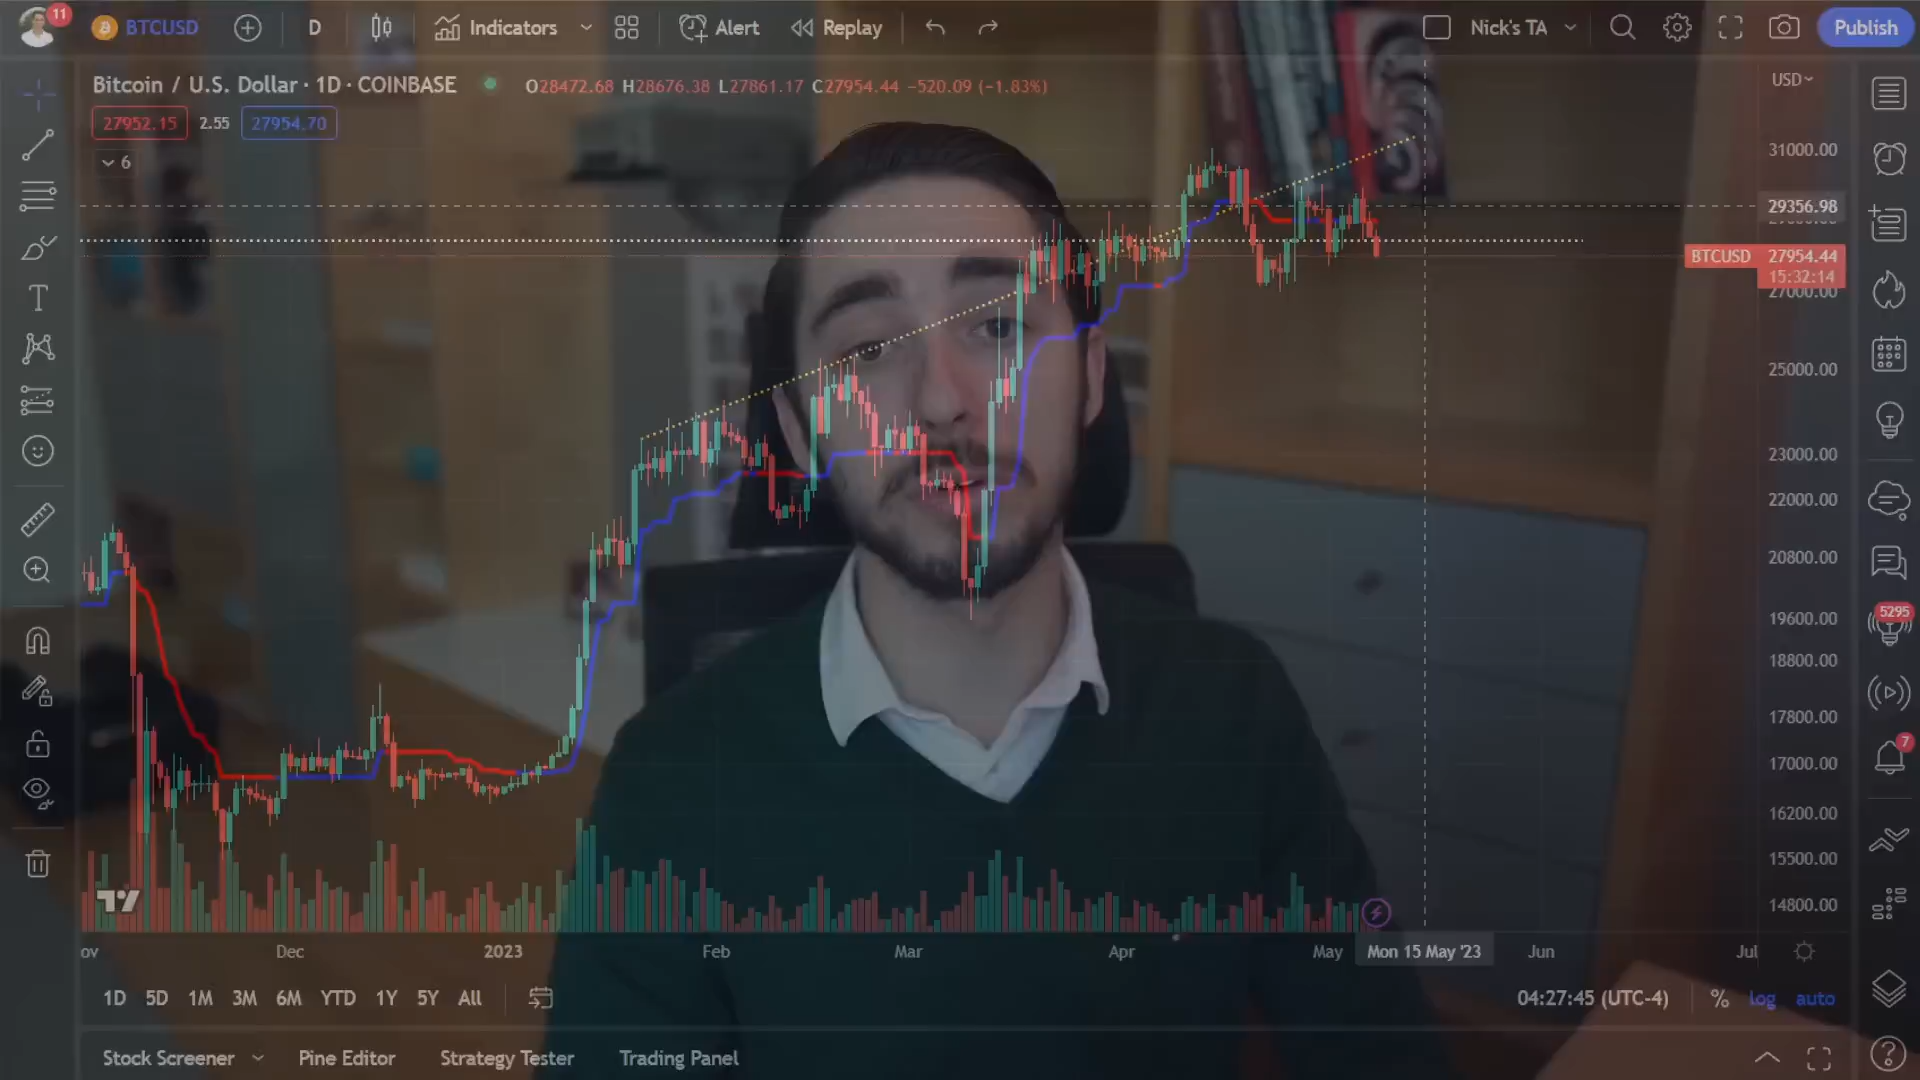 11
BTCUSD
D
Indicators
Alert
Replay
Nick's TA
Publish
Bitcoin / U.S. Dollar · 1D · COINBASE
O28472.68 H28676.38 L27861.17 C27954.44 −520.09 (−1.83%)
USD
27952.15 2.55 27954.70
6
31000.00
29356.98
BTCUSD 27954.44
15:32:14
27000.00
25000.00
23000.00
22000.00
20800.00
19600.00
5295
18800.00
17800.00
7
17000.00
16200.00
15500.00
14800.00
ov Dec 2023 Feb Mar Apr May Mon 15 May '23 Jun Jul
1D 5D 1M 3M 6M YTD 1Y 5Y All
04:27:45 (UTC-4) % log auto
Stock Screener Pine Editor Strategy Tester Trading Panel